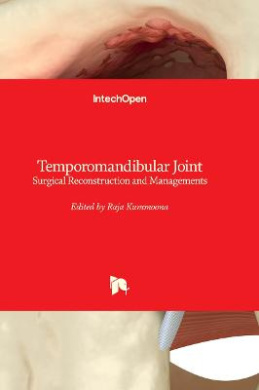 IntechOpen
Temporomandibular Joint
Surgical Reconstruction and Managements
Edited by Raja Kummoona